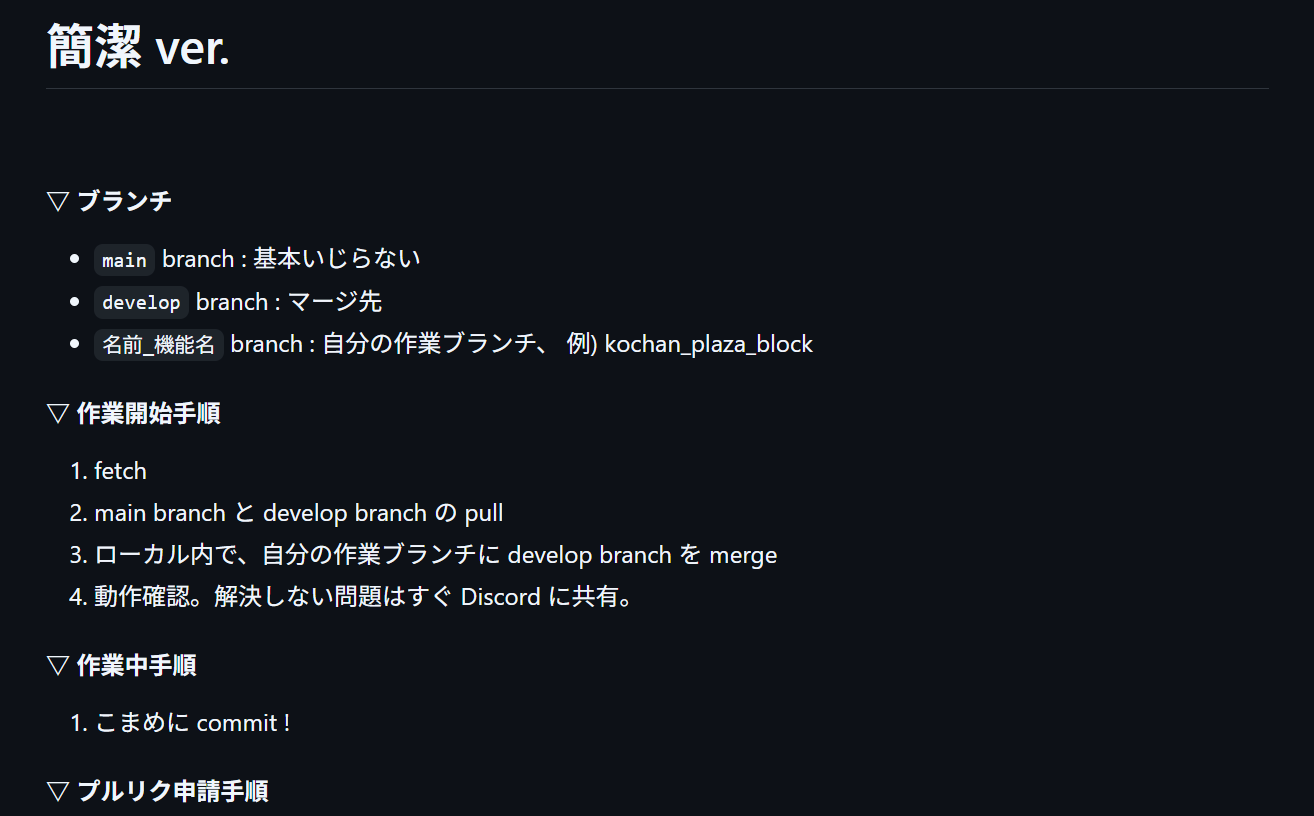 簡潔 ver.
▽ ブランチ
• main branch : 基本いじらない
• develop branch : マージ先
• 名前_機能名 branch : 自分の作業ブランチ、 例) kochan_plaza_block
▽ 作業開始手順
1. fetch
2. main branch と develop branch の pull
3. ローカル内で、自分の作業ブランチに develop branch を merge
4. 動作確認。解決しない問題はすぐ Discord に共有。
▽ 作業中手順
1. こまめに commit !
▽ プルリク申請手順